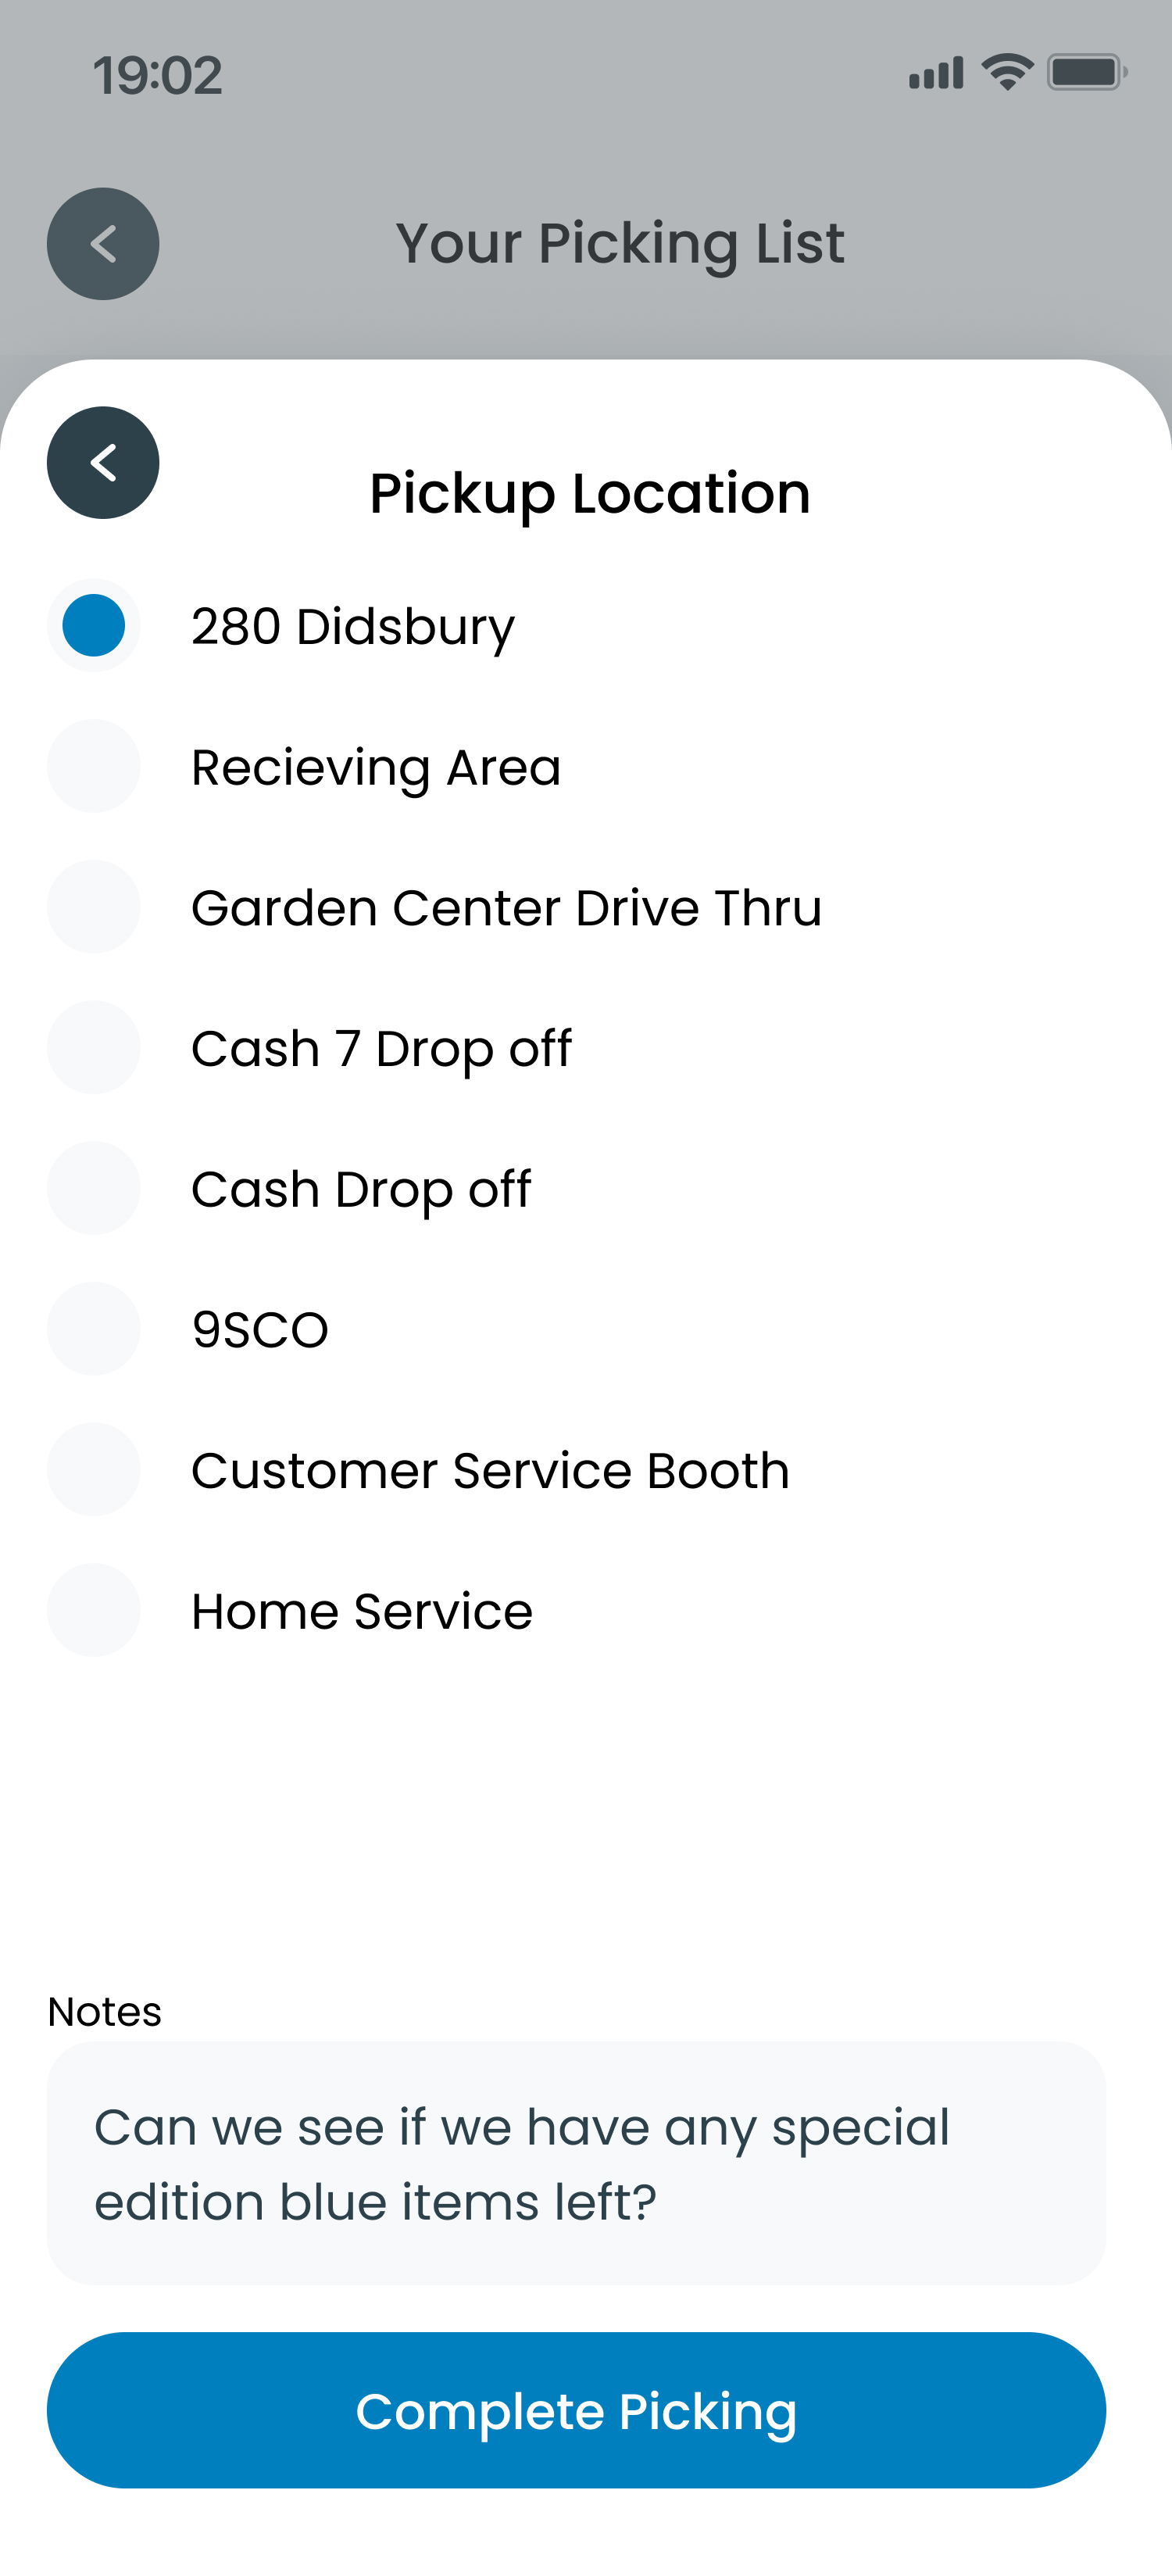 19:02
Your Picking List
Pickup Location
280 Didsbury
Recieving Area
Garden Center Drive Thru
Cash 7 Drop off
Cash Drop off
9SCO
Customer Service Booth
Home Service
Notes
Can we see if we have any special
edition blue items left?
Complete Picking